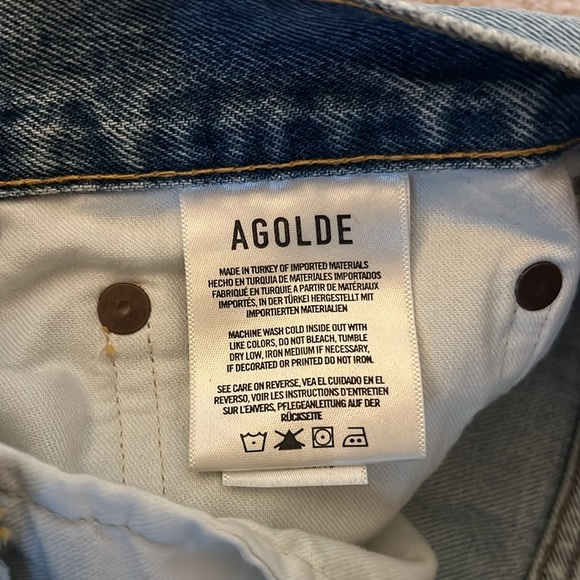 AGOLDE
MADE IN TURKEY OF IMPORTED MATERIALS
HECHO EN TURQUIA DE MATERIALES IMPORTADOS
FABRIQUÉ EN TURQUIE A PARTIR DE MATÉRIAUX
IMPORTÉS, IN DER TÜRKEI HERGESTELLT MIT
IMPORTIERTEN MATERIALIEN
MACHINE WASH COLD INSIDE OUT WITH
LIKE COLORS, DO NOT BLEACH, TUMBLE
DRY LOW, IRON MEDIUM IF NECESSARY,
IF DECORATED OR PRINTED DO NOT IRON.
SEE CARE ON REVERSE, VEA EL CUIDADO EN EL
REVERSO, VOIR LES INSTRUCTIONS D'ENTRETIEN
SUR L'ENVERS, PFLEGEANLEITUNG AUF DER
RÜCKSEITE